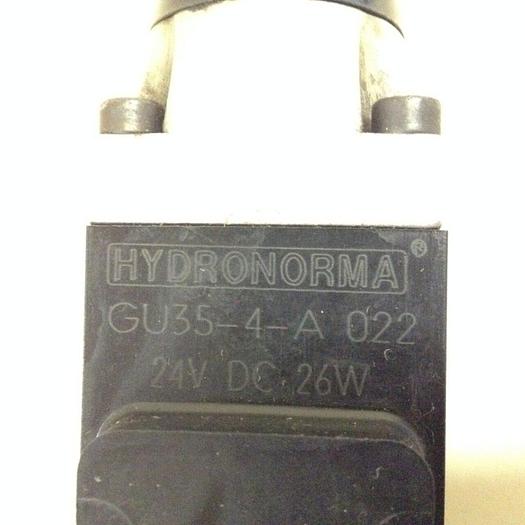 HYDRONORMA®
GU35-4-A 022
24V DC 26W